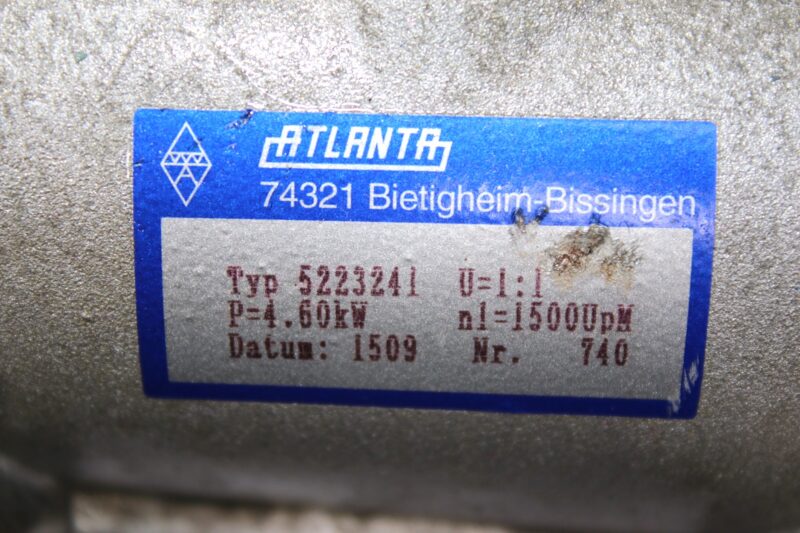 ATLANTA
74321 Bietigheim-Bissingen
Typ 5223241 U=1:1
P=4.60kW n1=1500UpM
Datum: 1509 Nr. 740